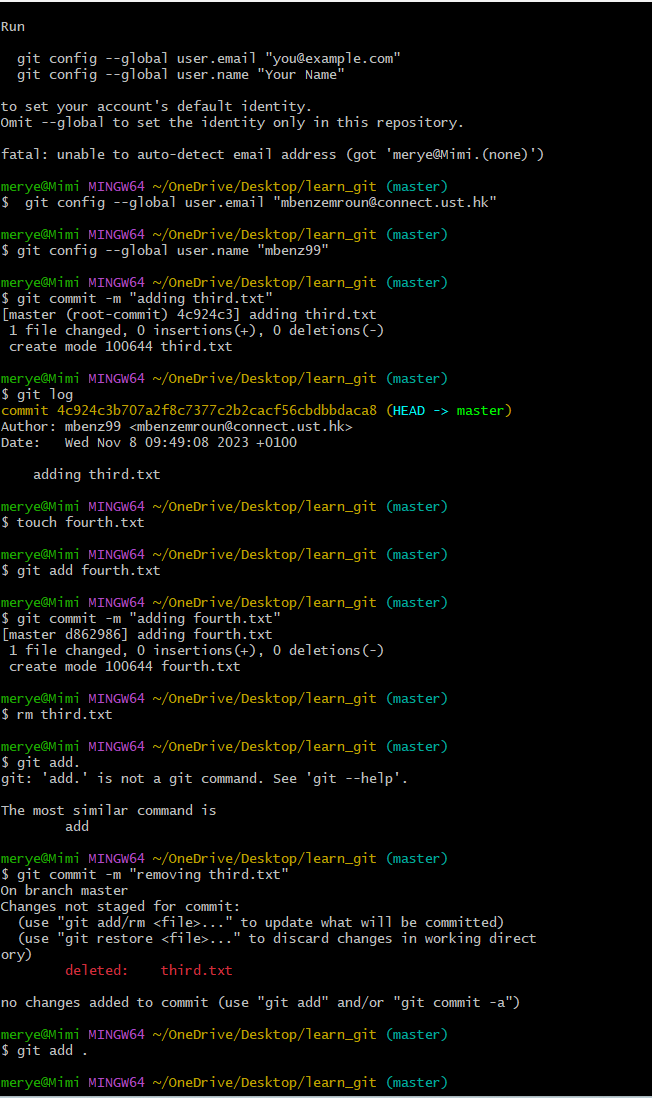 Run
  git config --global user.email "you@example.com"
  git config --global user.name "Your Name"
to set your account's default identity.
Omit --global to set the identity only in this repository.
fatal: unable to auto-detect email address (got 'merye@Mimi.(none)')
merye@Mimi MINGW64 ~/OneDrive/Desktop/learn_git (master)
$  git config --global user.email "mbenzemroun@connect.ust.hk"
merye@Mimi MINGW64 ~/OneDrive/Desktop/learn_git (master)
$ git config --global user.name "mbenz99"
merye@Mimi MINGW64 ~/OneDrive/Desktop/learn_git (master)
$ git commit -m "adding third.txt"
[master (root-commit) 4c924c3] adding third.txt
 1 file changed, 0 insertions(+), 0 deletions(-)
 create mode 100644 third.txt
merye@Mimi MINGW64 ~/OneDrive/Desktop/learn_git (master)
$ git log
commit 4c924c3b707a2f8c7377c2b2cacf56cbdbbdaca8 (HEAD -> master)
Author: mbenz99 <mbenzemroun@connect.ust.hk>
Date:   Wed Nov 8 09:49:08 2023 +0100
    adding third.txt
merye@Mimi MINGW64 ~/OneDrive/Desktop/learn_git (master)
$ touch fourth.txt
merye@Mimi MINGW64 ~/OneDrive/Desktop/learn_git (master)
$ git add fourth.txt
merye@Mimi MINGW64 ~/OneDrive/Desktop/learn_git (master)
$ git commit -m "adding fourth.txt"
[master d862986] adding fourth.txt
 1 file changed, 0 insertions(+), 0 deletions(-)
 create mode 100644 fourth.txt
merye@Mimi MINGW64 ~/OneDrive/Desktop/learn_git (master)
$ rm third.txt
merye@Mimi MINGW64 ~/OneDrive/Desktop/learn_git (master)
$ git add.
git: 'add.' is not a git command. See 'git --help'.
The most similar command is
        add
merye@Mimi MINGW64 ~/OneDrive/Desktop/learn_git (master)
$ git commit -m "removing third.txt"
On branch master
Changes not staged for commit:
  (use "git add/rm <file>..." to update what will be committed)
  (use "git restore <file>..." to discard changes in working direct
ory)
        deleted:    third.txt
no changes added to commit (use "git add" and/or "git commit -a")
merye@Mimi MINGW64 ~/OneDrive/Desktop/learn_git (master)
$ git add .
merye@Mimi MINGW64 ~/OneDrive/Desktop/learn_git (master)